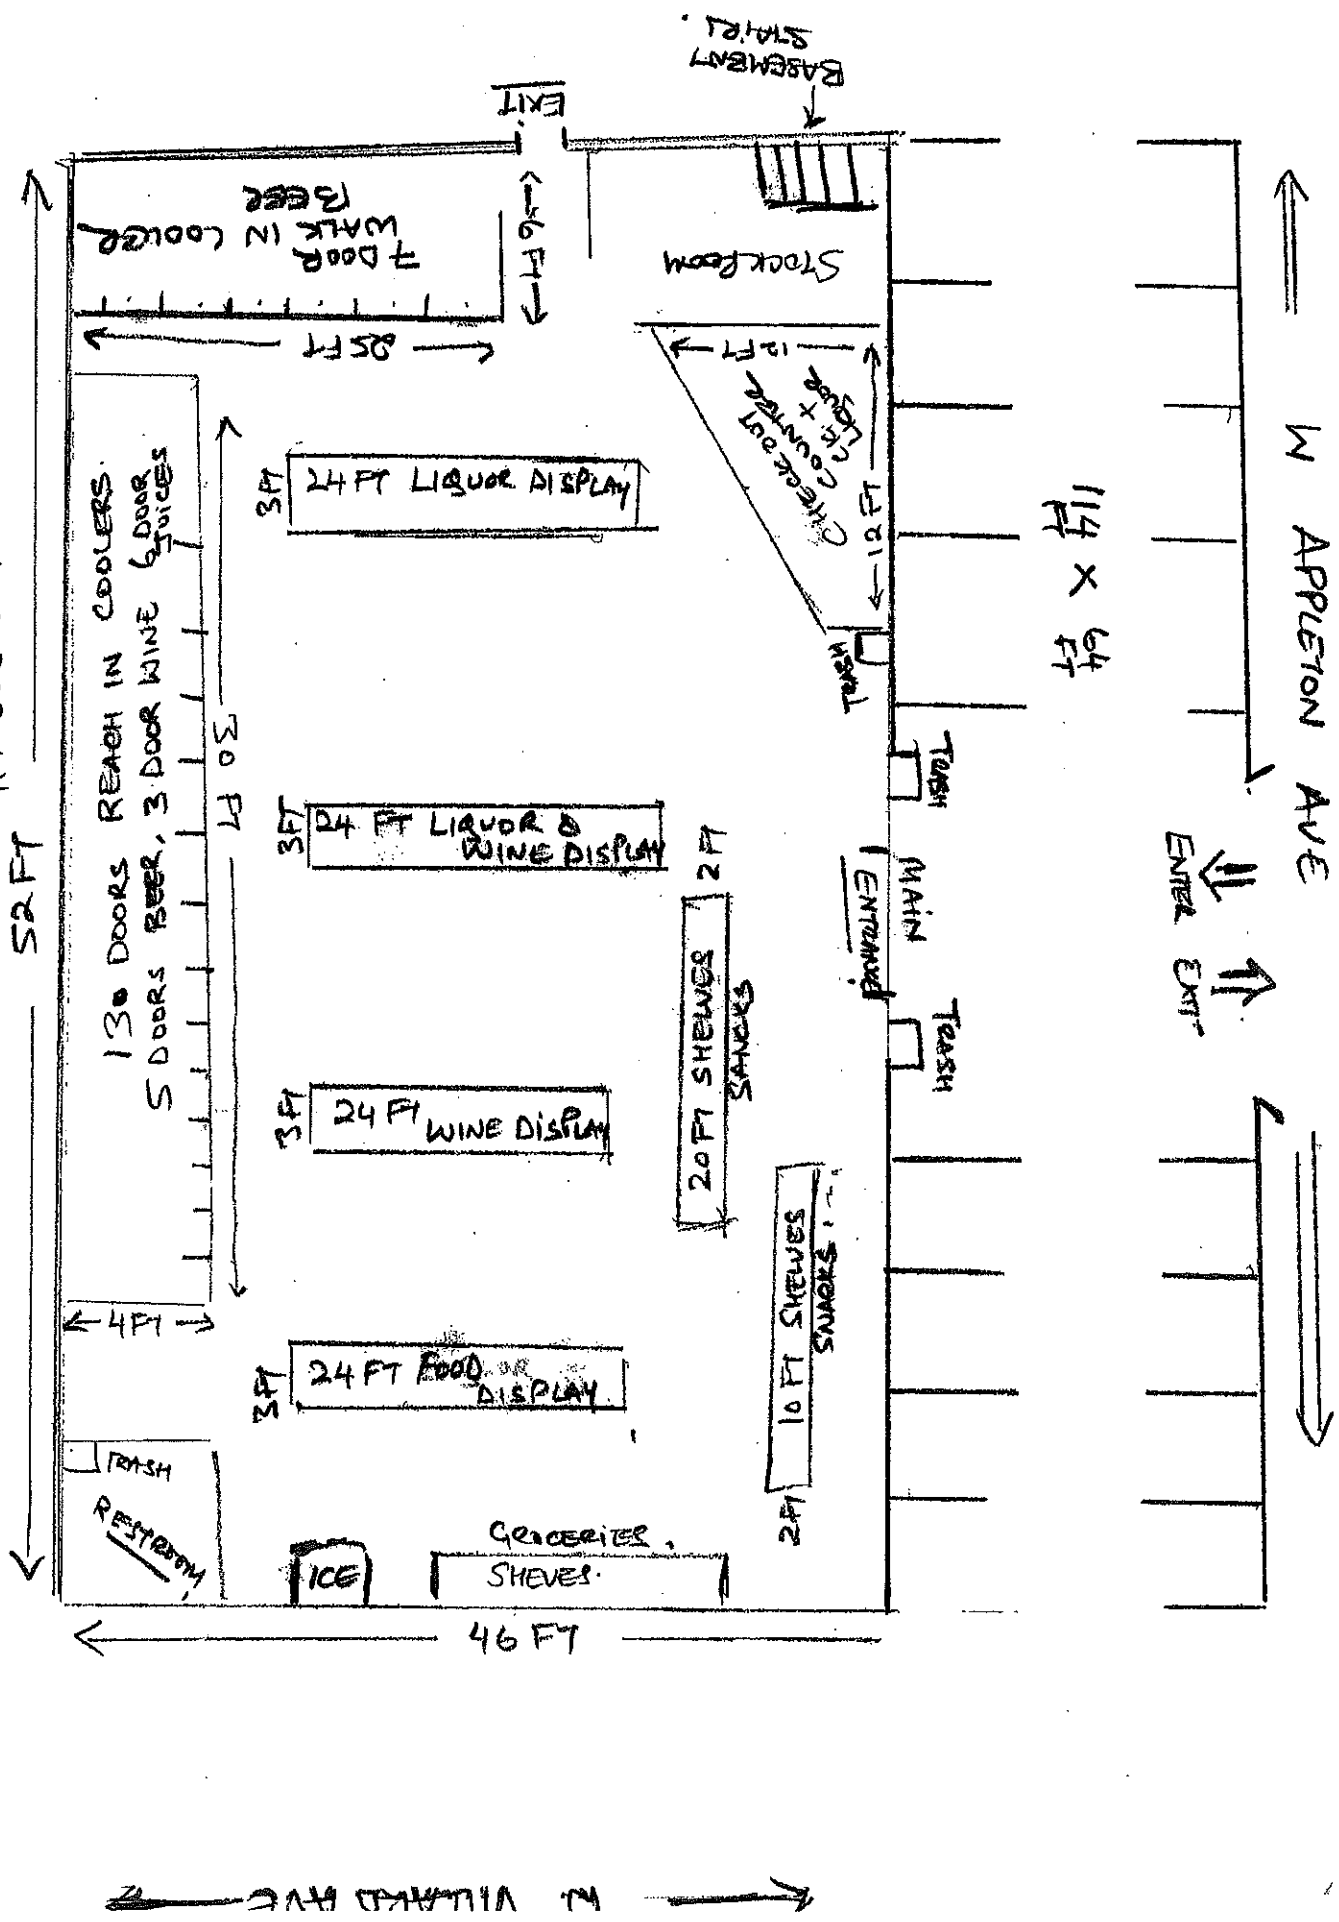 BASEMENT
STAIRS
EXIT
7 DOOR
WALK IN COOLER
BEER
6 FT
25 FT
STOCKROOM
12 FT
12 FT
CHECKOUT
COUNTER
CK X
LIQUOR
TRASH
13 DOORS REACH IN COOLERS.
5 DOORS BEER, 3 DOOR WINE 6 DOOR
JUICES
30 FT
4 FT
52 FT
3 FT
24 FT LIQUOR DISPLAY
3 FT
24 FT LIQUOR &
WINE DISPLAY
3 FT
24 FT WINE DISPLAY
3 FT
24 FT FOOD
DISPLAY
2 FT
20 FT SHELVES
SANCKS
10 FT SHELVES
SNACKS
2 FT
TRASH
MAIN
ENTRANCE
TRASH
TRASH
RESTROOM
ICE
GROCERIES.
SHEVES.
46 FT
114 FT X 64 FT
ENTER
EXIT
W APPLETON AVE
W. VILLARD AVE